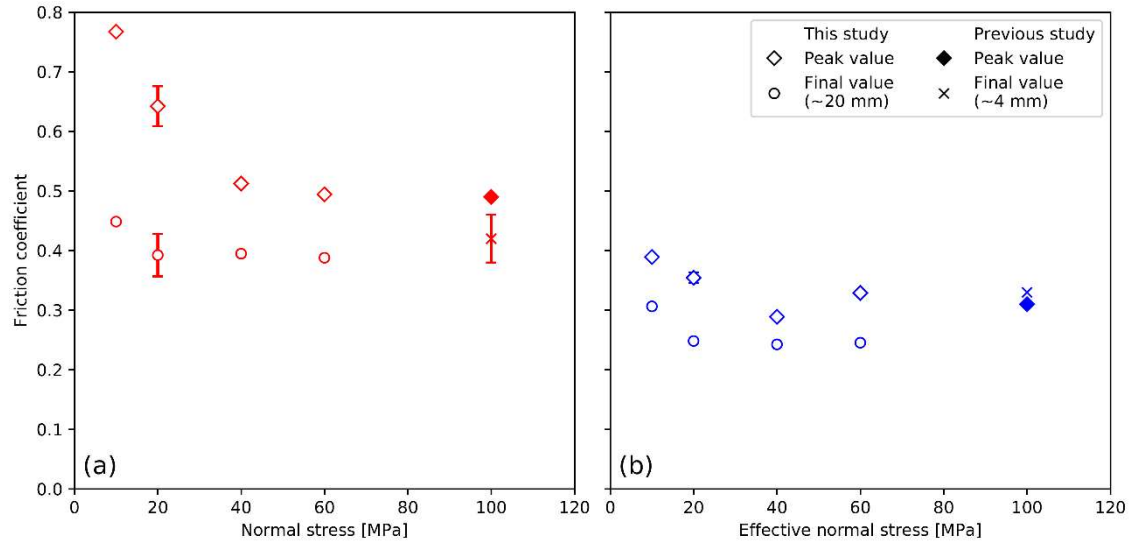 0.8
0.7
0.6
0.5
0.4
0.3
0.2
0.1
0.0
Friction coefficient
(a)
0 20 40 60 80 100 120
Normal stress [MPa]
This study Previous study
Peak value Peak value
Final value Final value
(~20 mm) (~4 mm)
(b)
0 20 40 60 80 100 120
Effective normal stress [MPa]